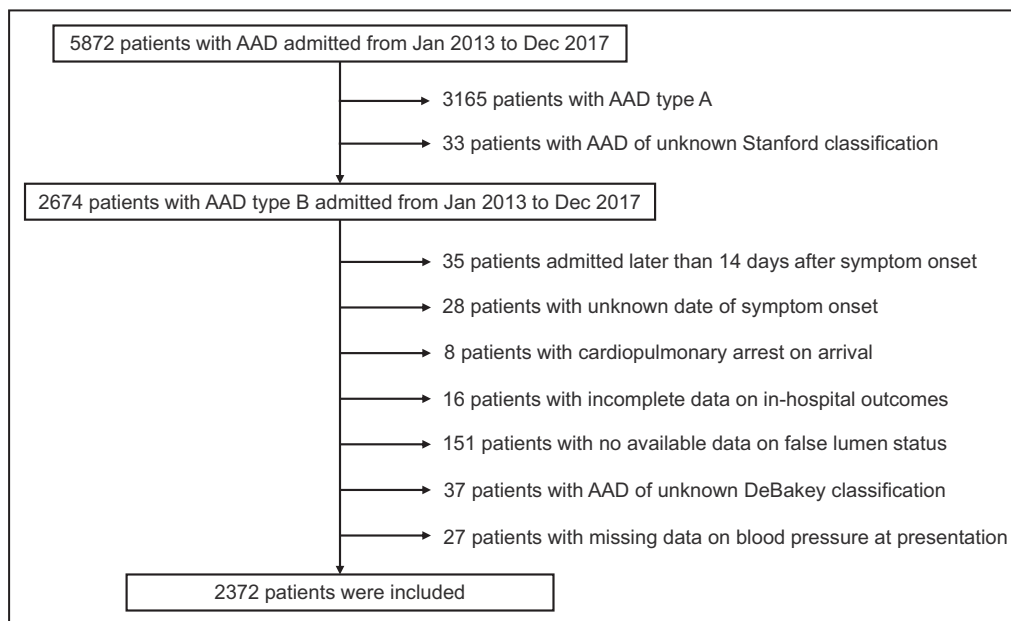 5872 patients with AAD admitted from Jan 2013 to Dec 2017
3165 patients with AAD type A
33 patients with AAD of unknown Stanford classification
2674 patients with AAD type B admitted from Jan 2013 to Dec 2017
35 patients admitted later than 14 days after symptom onset
28 patients with unknown date of symptom onset
8 patients with cardiopulmonary arrest on arrival
16 patients with incomplete data on in-hospital outcomes
151 patients with no available data on false lumen status
37 patients with AAD of unknown DeBakey classification
27 patients with missing data on blood pressure at presentation
2372 patients were included